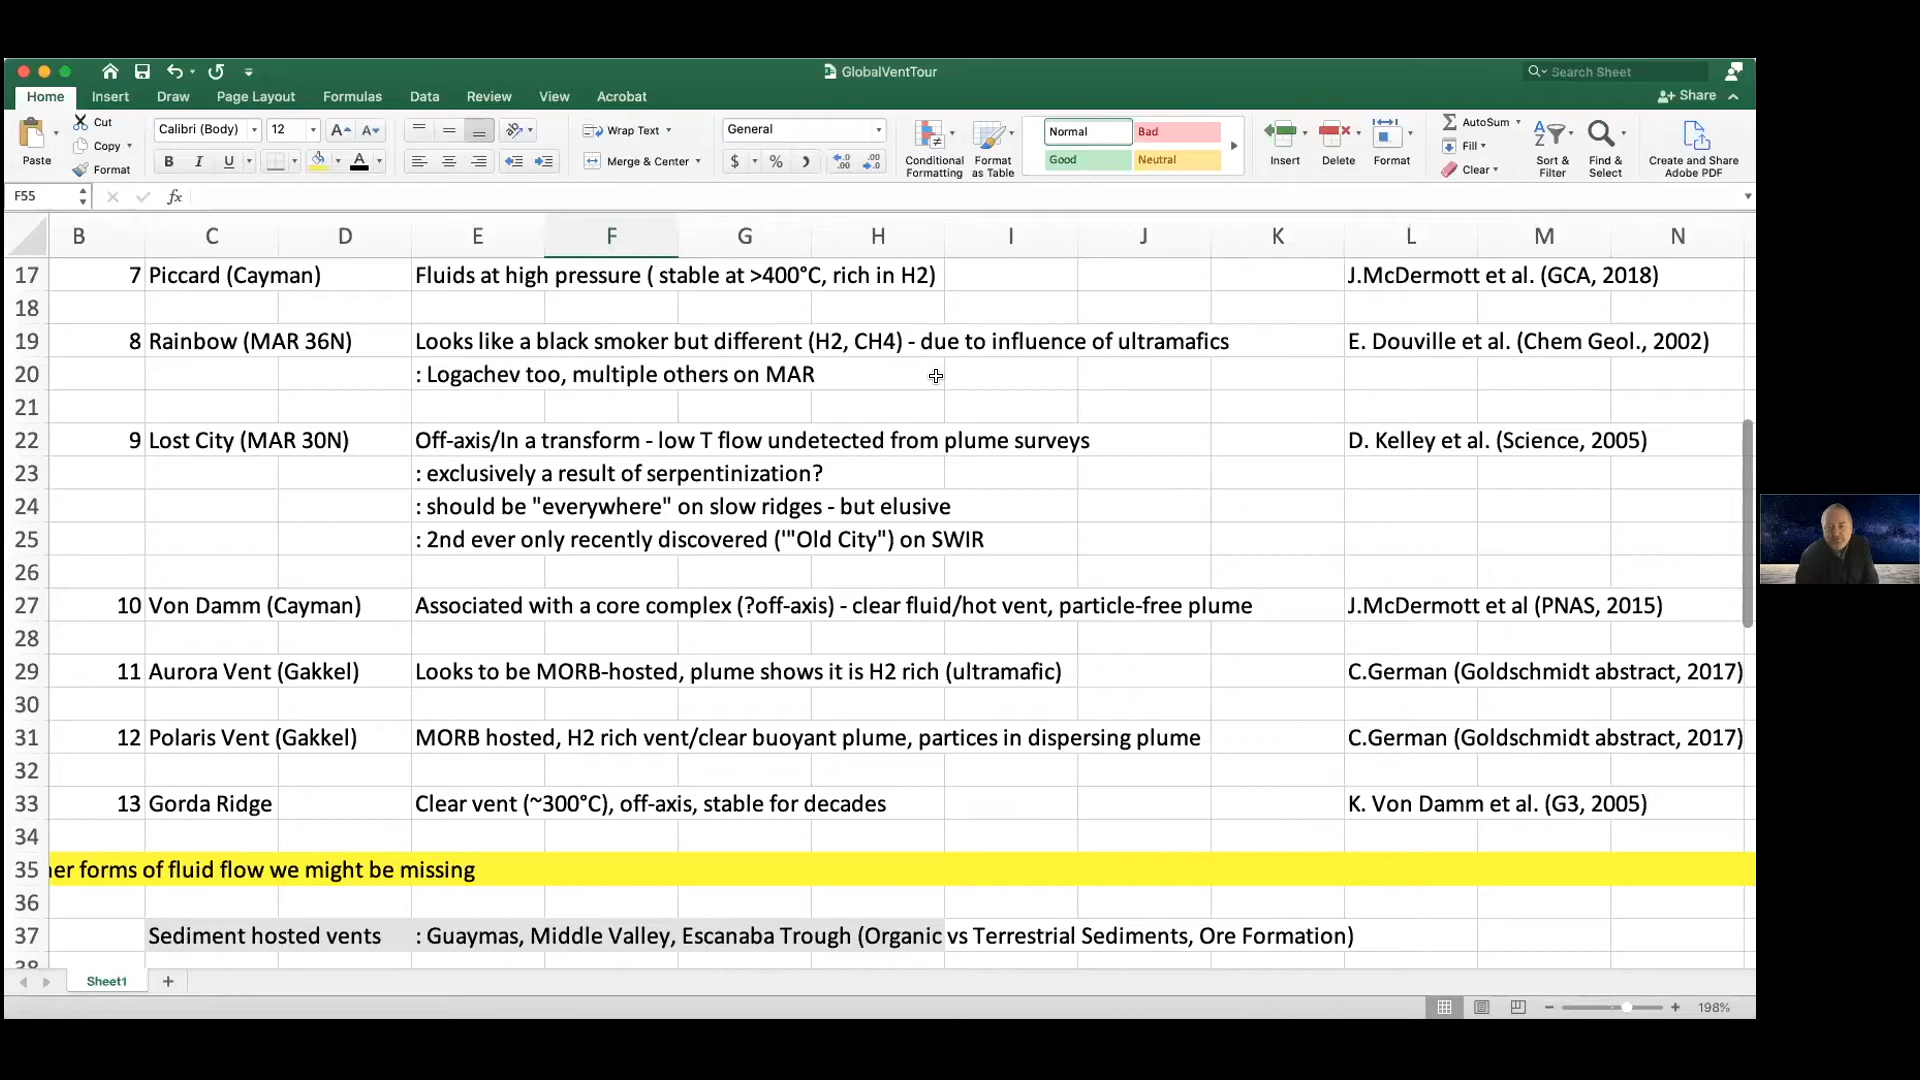 GlobalVentTour
Search Sheet
Home Insert Draw Page Layout Formulas Data Review View Acrobat
Share
Paste
Cut
Copy
Format
Calibri (Body) 12
Wrap Text
Merge & Center
General
Conditional Formatting
Format as Table
Normal Bad
Good Neutral
Insert Delete Format
AutoSum
Fill
Clear
Sort & Filter
Find & Select
Create and Share Adobe PDF
F55
fx
B C D E F G H I J K L M N
17 7 Piccard (Cayman) Fluids at high pressure ( stable at >400°C, rich in H2) J.McDermott et al. (GCA, 2018)
18
19 8 Rainbow (MAR 36N) Looks like a black smoker but different (H2, CH4) - due to influence of ultramafics E. Douville et al. (Chem Geol., 2002)
20 : Logachev too, multiple others on MAR
21
22 9 Lost City (MAR 30N) Off-axis/In a transform - low T flow undetected from plume surveys D. Kelley et al. (Science, 2005)
23 : exclusively a result of serpentinization?
24 : should be "everywhere" on slow ridges - but elusive
25 : 2nd ever only recently discovered ('"Old City") on SWIR
26
27 10 Von Damm (Cayman) Associated with a core complex (?off-axis) - clear fluid/hot vent, particle-free plume J.McDermott et al (PNAS, 2015)
28
29 11 Aurora Vent (Gakkel) Looks to be MORB-hosted, plume shows it is H2 rich (ultramafic) C.German (Goldschmidt abstract, 2017)
30
31 12 Polaris Vent (Gakkel) MORB hosted, H2 rich vent/clear buoyant plume, partices in dispersing plume C.German (Goldschmidt abstract, 2017)
32
33 13 Gorda Ridge Clear vent (~300°C), off-axis, stable for decades K. Von Damm et al. (G3, 2005)
34
35 her forms of fluid flow we might be missing
36
37 Sediment hosted vents : Guaymas, Middle Valley, Escanaba Trough (Organic vs Terrestrial Sediments, Ore Formation)
38
Sheet1
198%